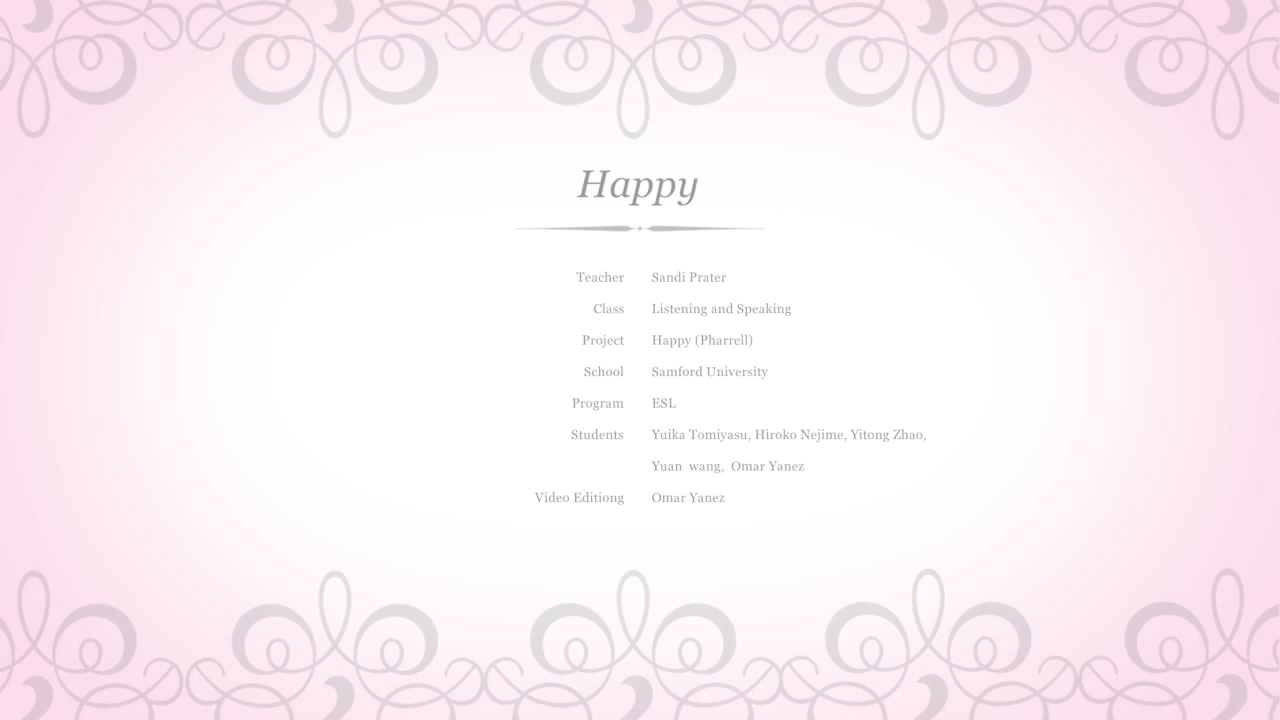 Happy
Teacher Sandi Prater
Class Listening and Speaking
Project Happy (Pharrell)
School Samford University
Program ESL
Students Yuika Tomiyasu, Hiroko Nejime, Yitong Zhao,
Yuan wang, Omar Yanez
Video Editiong Omar Yanez